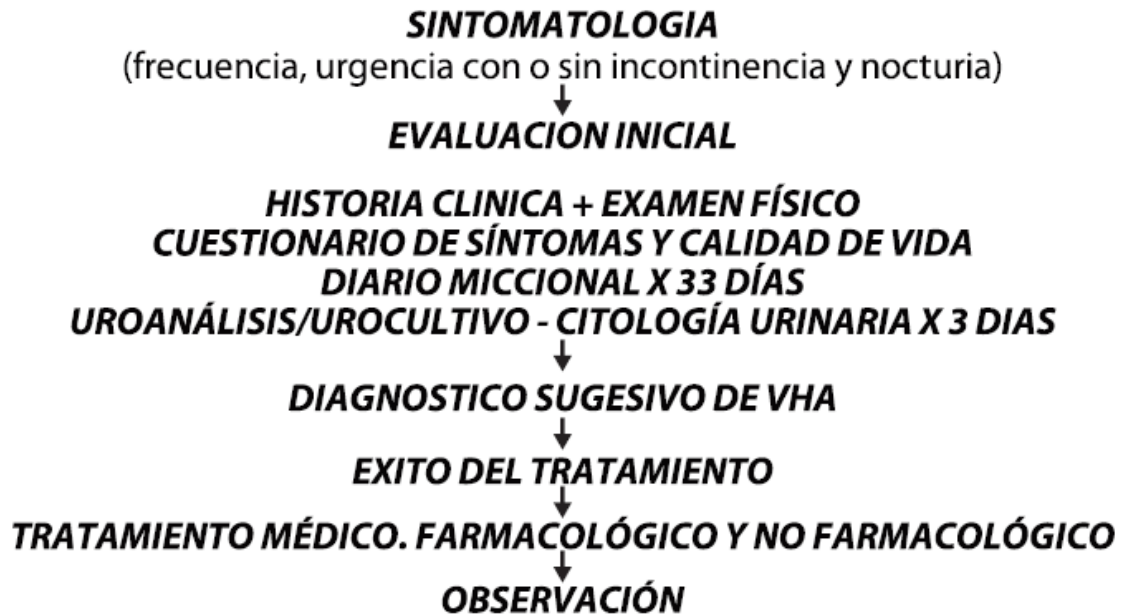 SINTOMATOLOGIA
(frecuencia, urgencia con o sin incontinencia y nocturia)
EVALUACION INICIAL
HISTORIA CLINICA + EXAMEN FÍSICO
CUESTIONARIO DE SÍNTOMAS Y CALIDAD DE VIDA
DIARIO MICCIONAL X 33 DÍAS
UROANÁLISIS/UROCULTIVO - CITOLOGÍA URINARIA X 3 DIAS
DIAGNOSTICO SUGESIVO DE VHA
EXITO DEL TRATAMIENTO
TRATAMIENTO MÉDICO. FARMACOLÓGICO Y NO FARMACOLÓGICO
OBSERVACIÓN